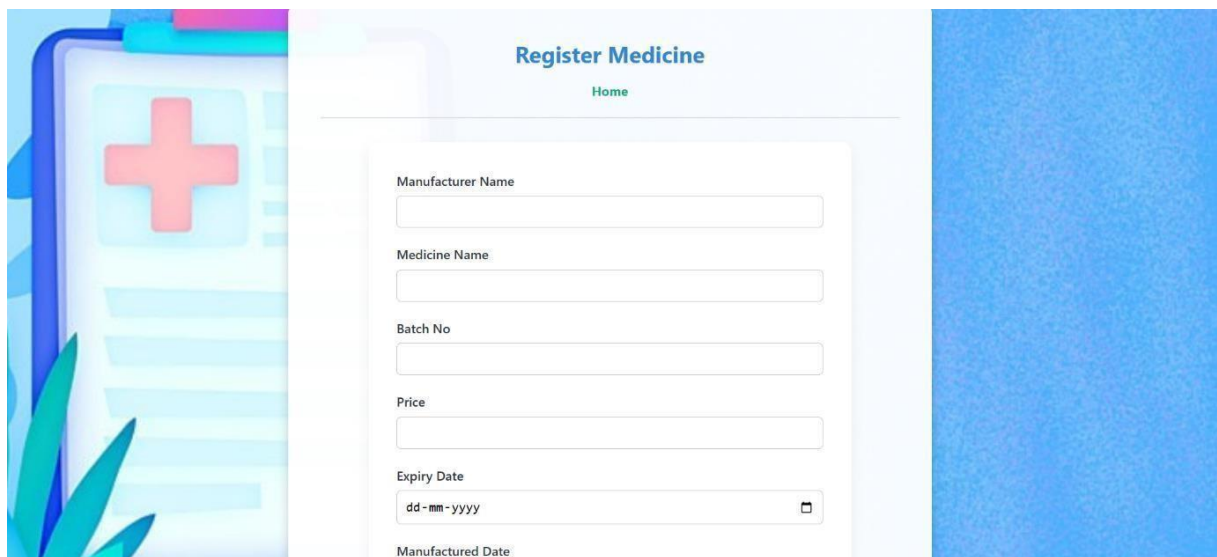 Register Medicine
Home
Manufacturer Name
Medicine Name
Batch No
Price
Expiry Date
dd-mm-yyyy
Manufactured Date